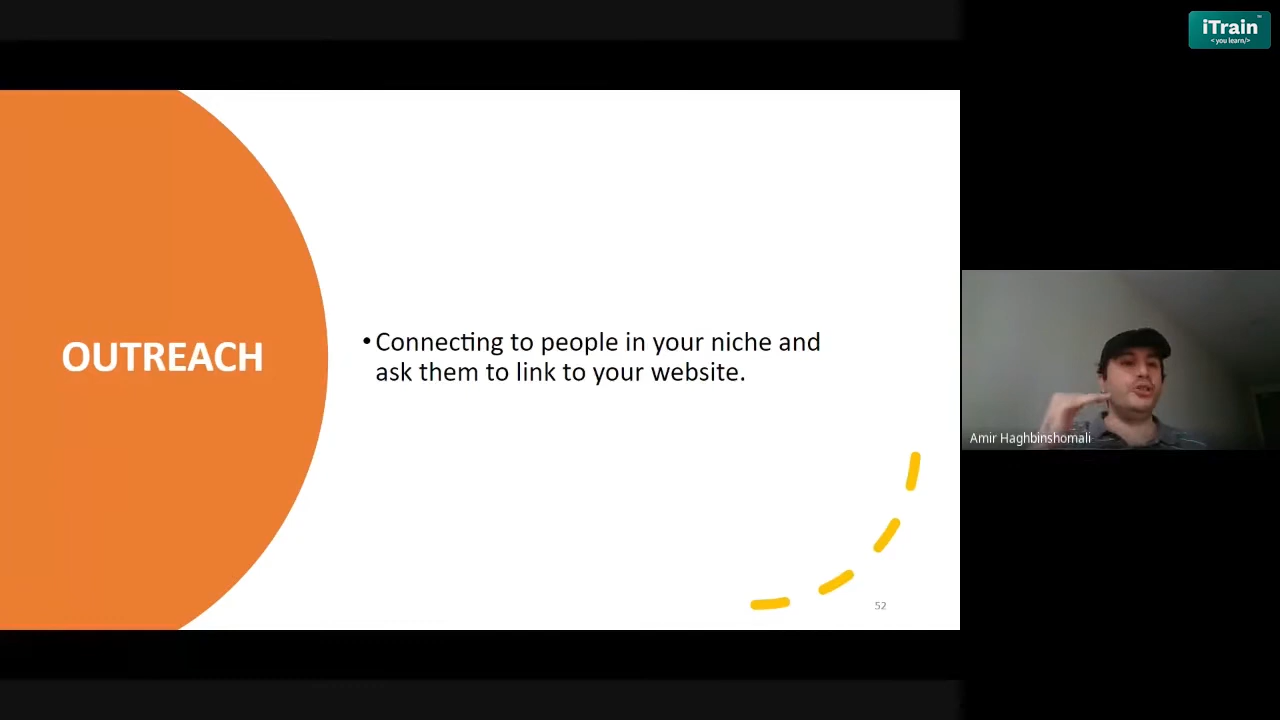 iTrain™
< you learn/>
OUTREACH
• Connecting to people in your niche and
ask them to link to your website.
Amir Haghbinshomali
52